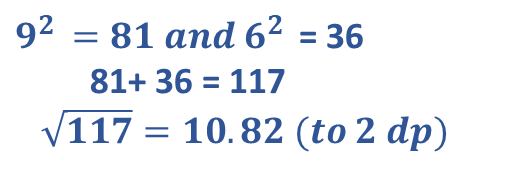 9² = 81 and 6² = 36
81+ 36 = 117
√117 = 10.82 (to 2 dp)